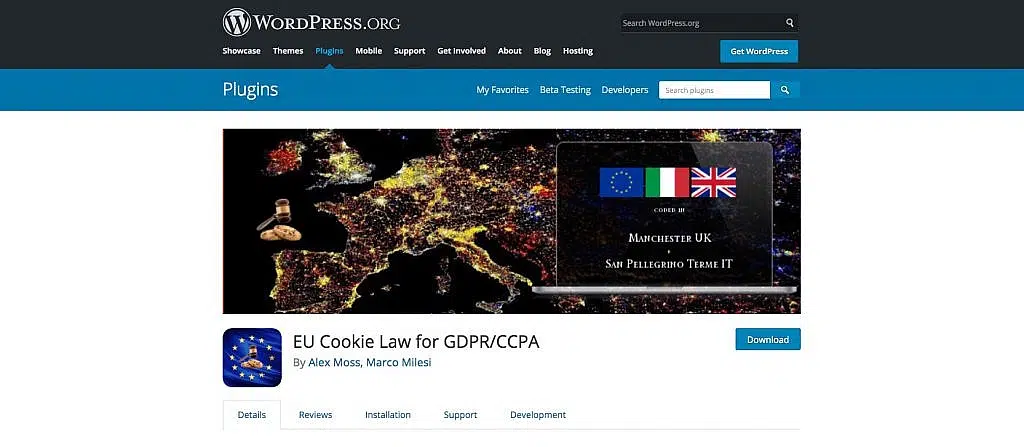 WORDPRESS.ORG
Search WordPress.org
Showcase Themes Plugins Mobile Support Get Involved About Blog Hosting
Get WordPress
Plugins
My Favorites Beta Testing Developers
Search plugins
CODED IN
MANCHESTER UK
+
SAN PELLEGRINO TERME IT
EU Cookie Law for GDPR/CCPA
Download
By Alex Moss, Marco Milesi
Details Reviews Installation Support Development